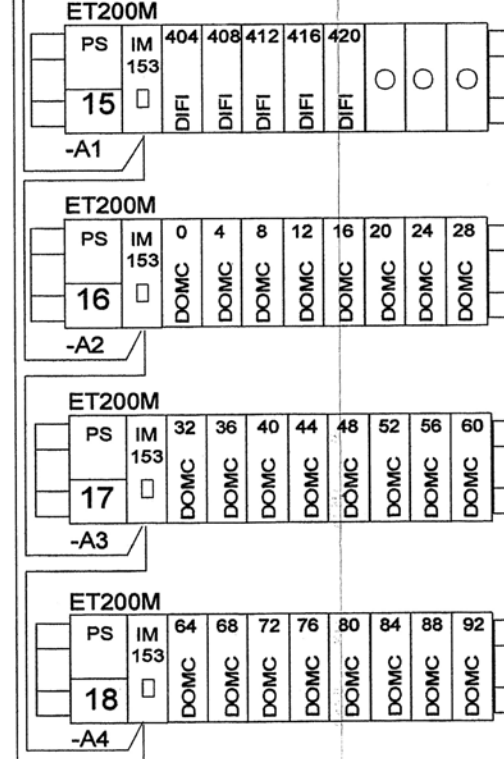 ET200M
PS IM 153 404 408 412 416 420
15 DIFI DIFI DIFI DIFI DIFI
-A1
ET200M
PS IM 153 0 4 8 12 16 20 24 28
16 DOMC DOMC DOMC DOMC DOMC DOMC DOMC DOMC
-A2
ET200M
PS IM 153 32 36 40 44 48 52 56 60
17 DOMC DOMC DOMC DOMC DOMC DOMC DOMC DOMC
-A3
ET200M
PS IM 153 64 68 72 76 80 84 88 92
18 DOMC DOMC DOMC DOMC DOMC DOMC DOMC DOMC
-A4